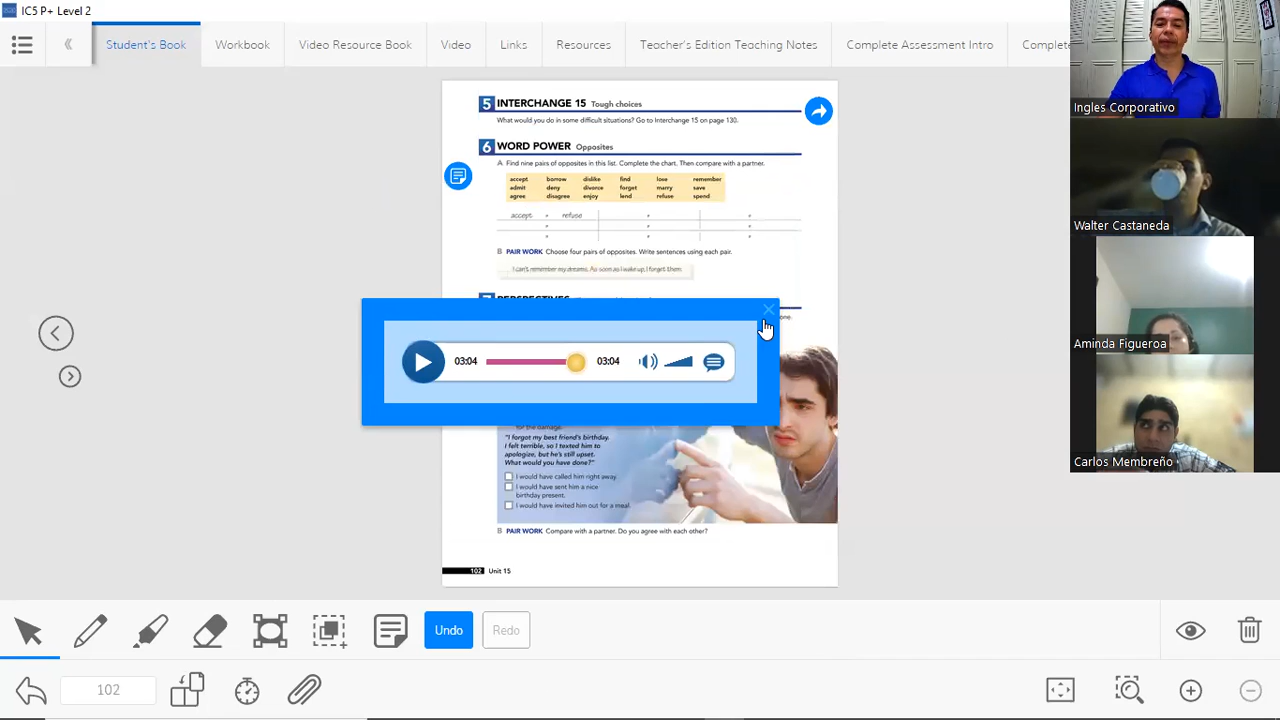 IC5 P+ Level 2
Student's Book
Workbook
Video Resource Book
Video
Links
Resources
Teacher's Edition Teaching Notes
Complete Assessment Intro
Complete
Ingles Corporativo
Walter Castaneda
Aminda Figueroa
Carlos Membreño
5 INTERCHANGE 15 Tough choices
What would you do in some difficult situations? Go to Interchange 15 on page 130.
6 WORD POWER Opposites
A Find nine pairs of opposites in this list. Complete the chart. Then compare with a partner.
accept borrow dislike find love remember
admit deny divorce forget marry save
agree disagree enjoy lend refuse spend
accept refuse
B PAIR WORK Choose four pairs of opposites. Write sentences using each pair.
I can't remember my dreams. As soon as I wake up, I forget them.
7 PERSPECTIVES
one.
03:04
03:04
for the damage.
"I forgot my best friend's birthday.
I felt terrible, so I texted him to
apologize, but he's still upset.
What would you have done?"
I would have called him right away.
I would have sent him a nice
birthday present.
I would have invited him out for a meal.
B PAIR WORK Compare with a partner. Do you agree with each other?
102 Unit 15
Undo
Redo
102